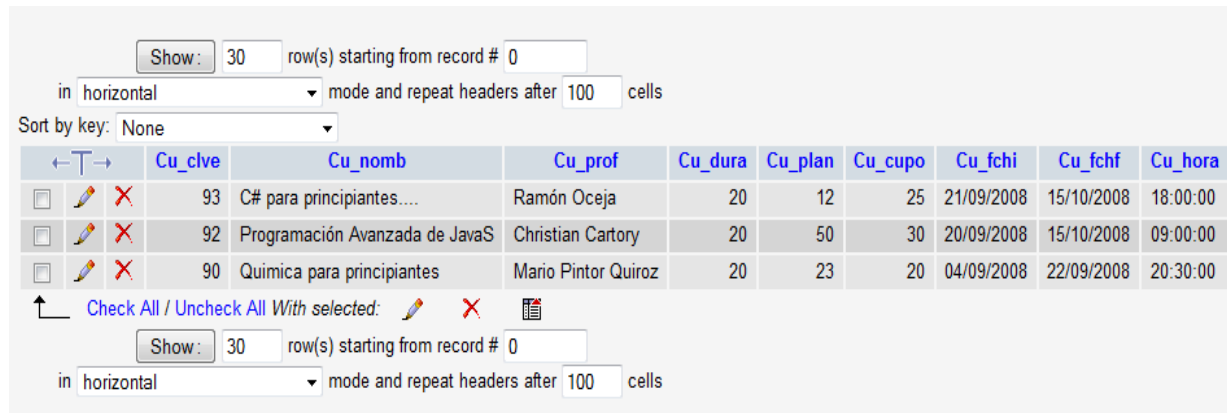 Show : 30 row(s) starting from record # 0
in horizontal mode and repeat headers after 100 cells
Sort by key: None
←T→ Cu_clve Cu_nomb Cu_prof Cu_dura Cu_plan Cu_cupo Cu_fchi Cu_fchf Cu_hora
93 C# para principiantes.... Ramón Oceja 20 12 25 21/09/2008 15/10/2008 18:00:00
92 Programación Avanzada de JavaS Christian Cartory 20 50 30 20/09/2008 15/10/2008 09:00:00
90 Quimica para principiantes Mario Pintor Quiroz 20 23 20 04/09/2008 22/09/2008 20:30:00
Check All / Uncheck All With selected:
Show : 30 row(s) starting from record # 0
in horizontal mode and repeat headers after 100 cells